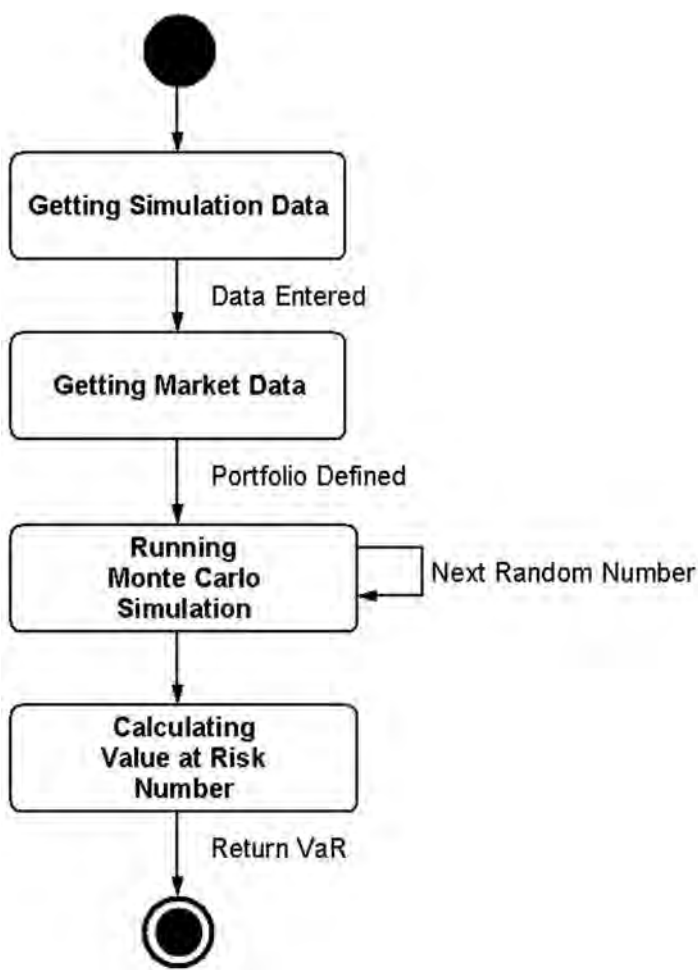 Getting Simulation Data
Data Entered
Getting Market Data
Portfolio Defined
Running
Monte Carlo
Simulation
Next Random Number
Calculating
Value at Risk
Number
Return VaR